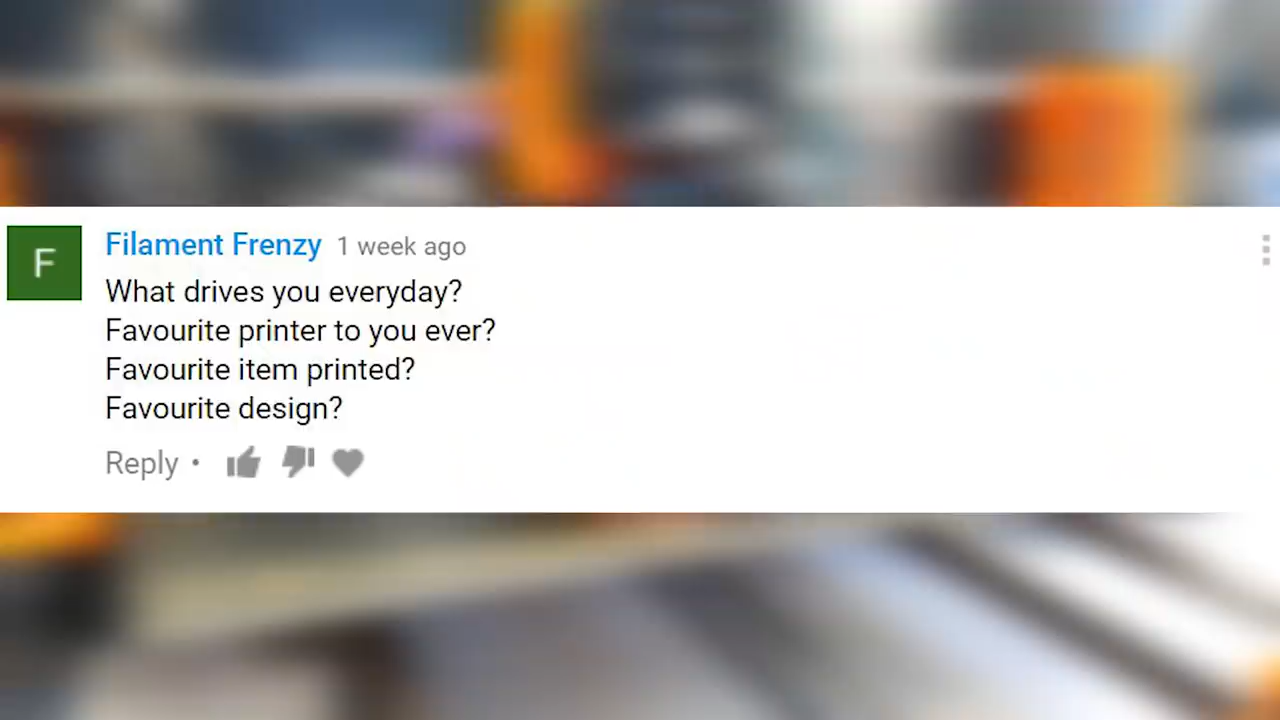 F
Filament Frenzy 1 week ago
What drives you everyday?
Favourite printer to you ever?
Favourite item printed?
Favourite design?
Reply •